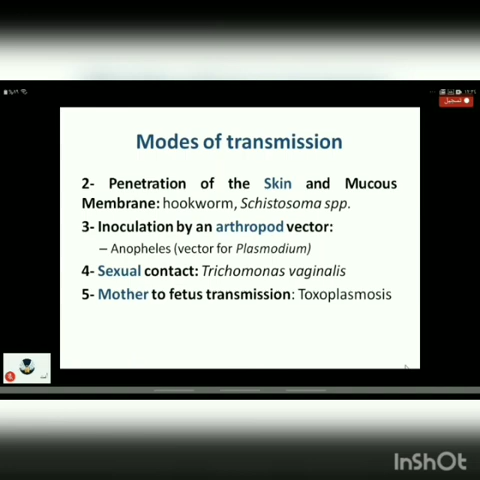 تسجيل
Modes of transmission
2- Penetration of the Skin and Mucous
Membrane: hookworm, Schistosoma spp.
3- Inoculation by an arthropod vector:
– Anopheles (vector for Plasmodium)
4- Sexual contact: Trichomonas vaginalis
5- Mother to fetus transmission: Toxoplasmosis
InShOt